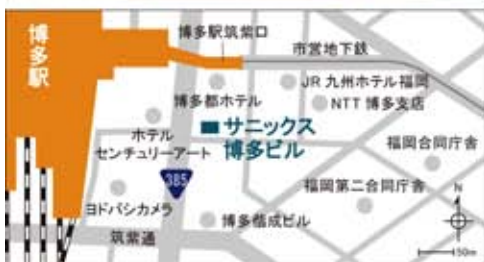 博多駅
博多駅筑紫口
市営地下鉄
JR九州ホテル福岡
NTT 博多支店
博多都ホテル
サニックス
博多ビル
ホテル
センチュリーアート
福岡合同庁舎
385
福岡第二合同庁舎
ヨドバシカメラ
博多偕成ビル
筑紫通
N
50m